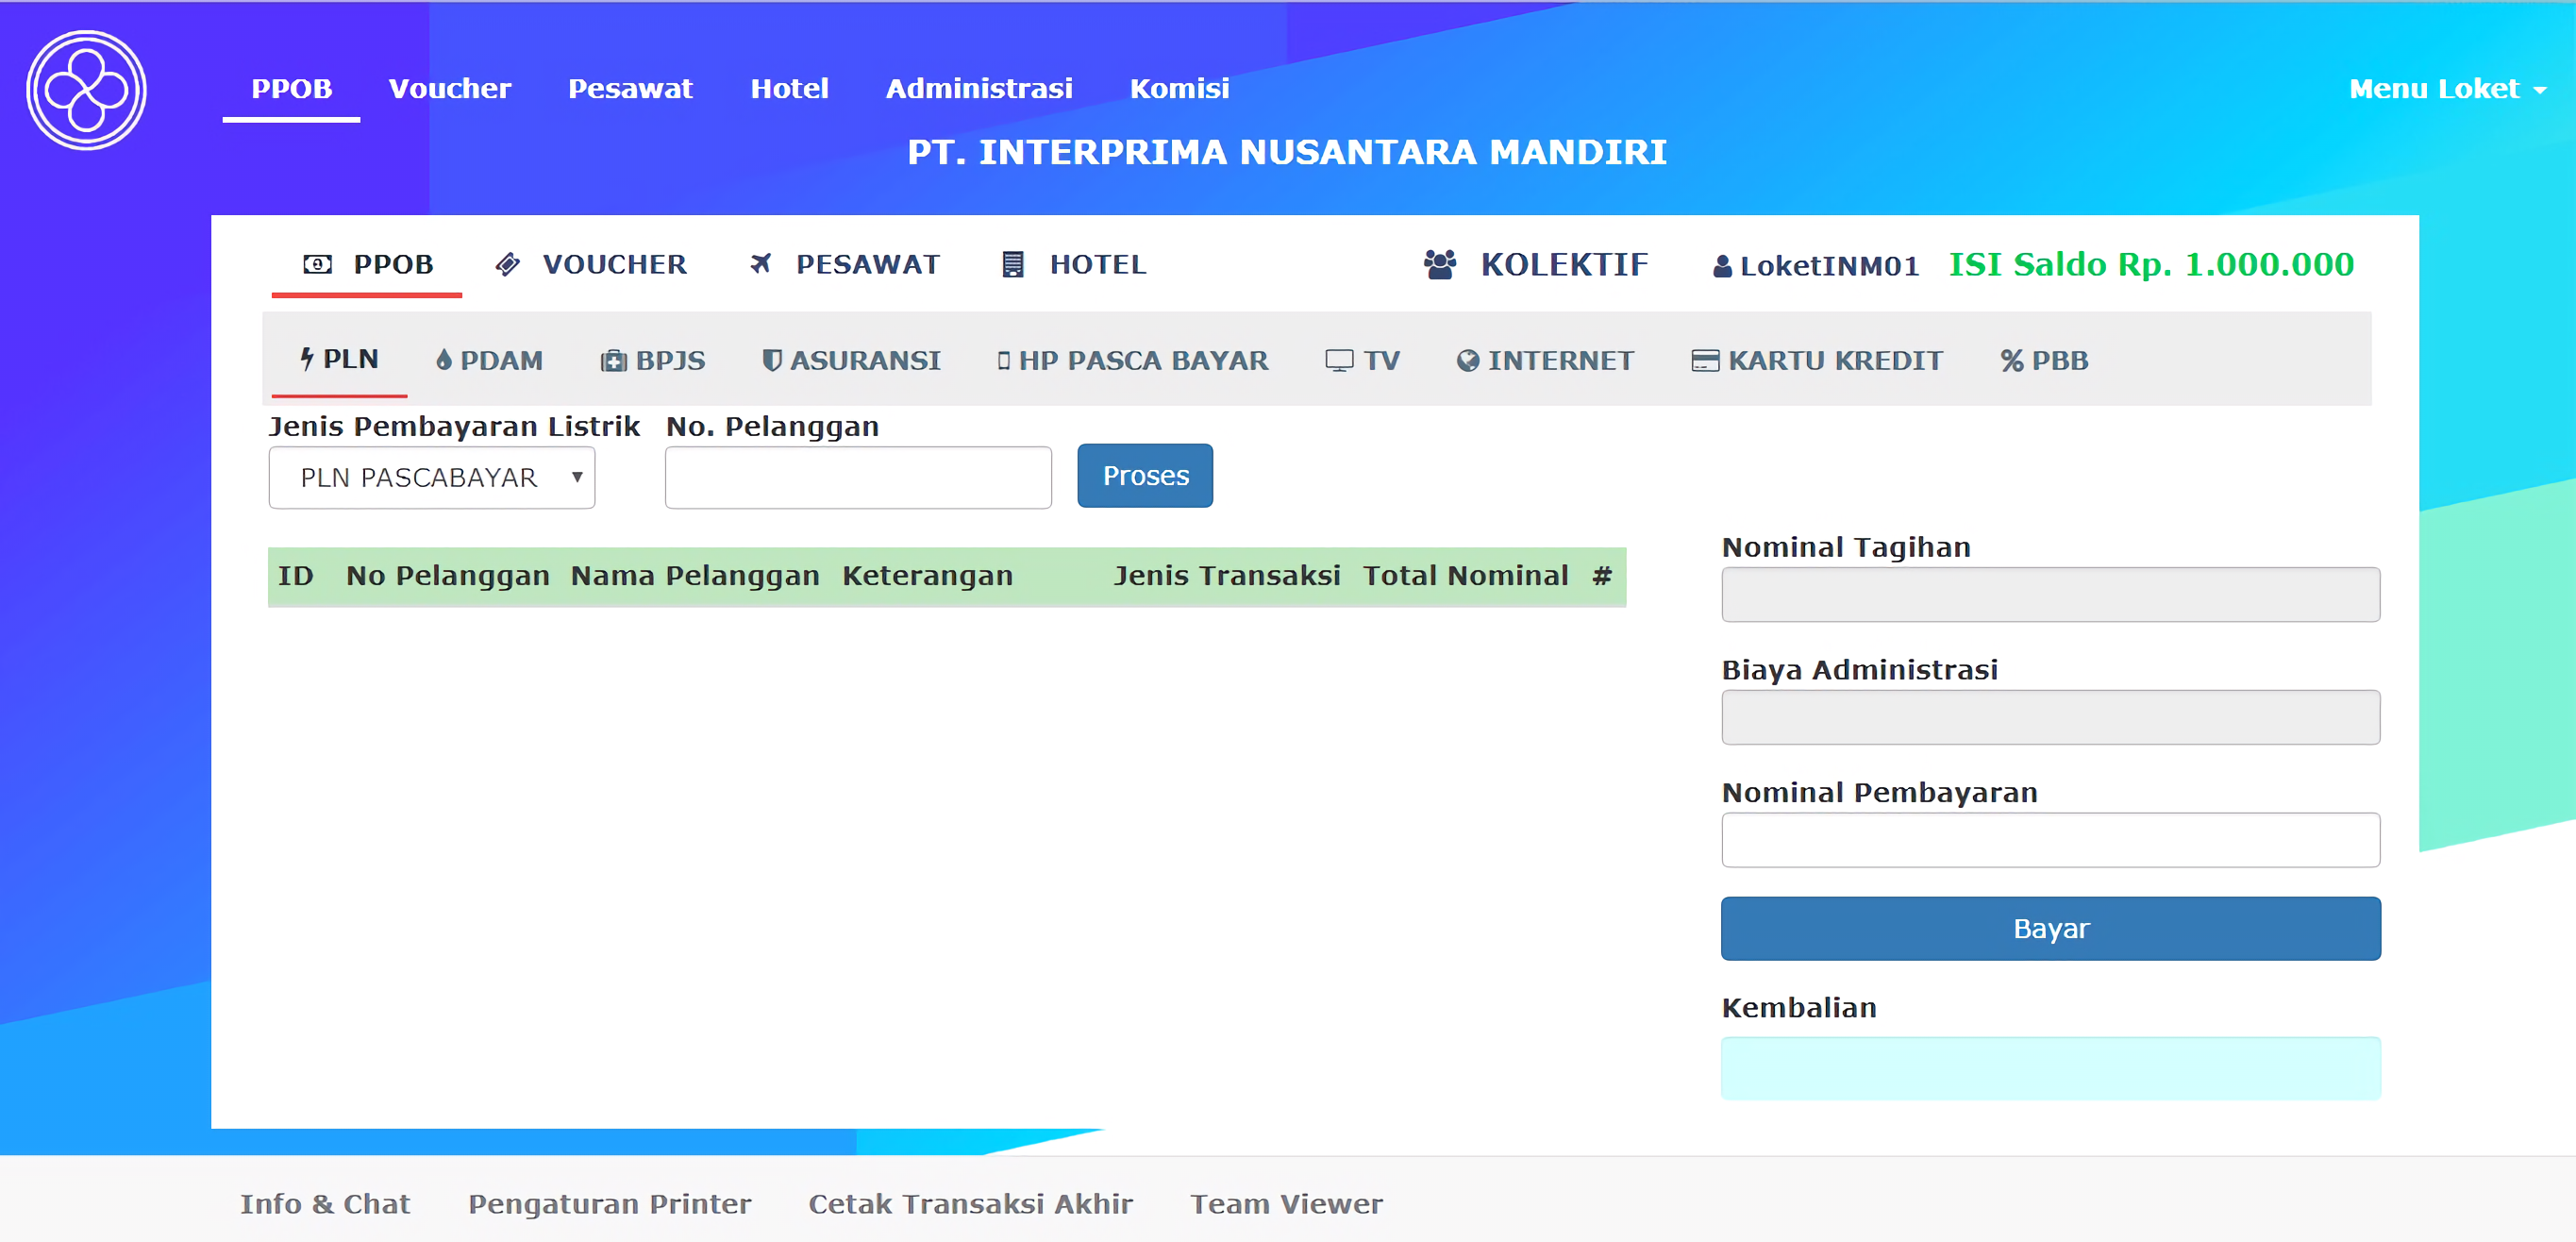 PPOB Voucher Pesawat Hotel Administrasi Komisi Menu Loket
PT. INTERPRIMA NUSANTARA MANDIRI
PPOB VOUCHER PESAWAT HOTEL KOLEKTIF LoketINM01 ISI Saldo Rp. 1.000.000
PLN PDAM BPJS ASURANSI HP PASCA BAYAR TV INTERNET KARTU KREDIT % PBB
Jenis Pembayaran Listrik No. Pelanggan
PLN PASCABAYAR Proses
ID No Pelanggan Nama Pelanggan Keterangan Jenis Transaksi Total Nominal #
Nominal Tagihan
Biaya Administrasi
Nominal Pembayaran
Bayar
Kembalian
Info & Chat Pengaturan Printer Cetak Transaksi Akhir Team Viewer